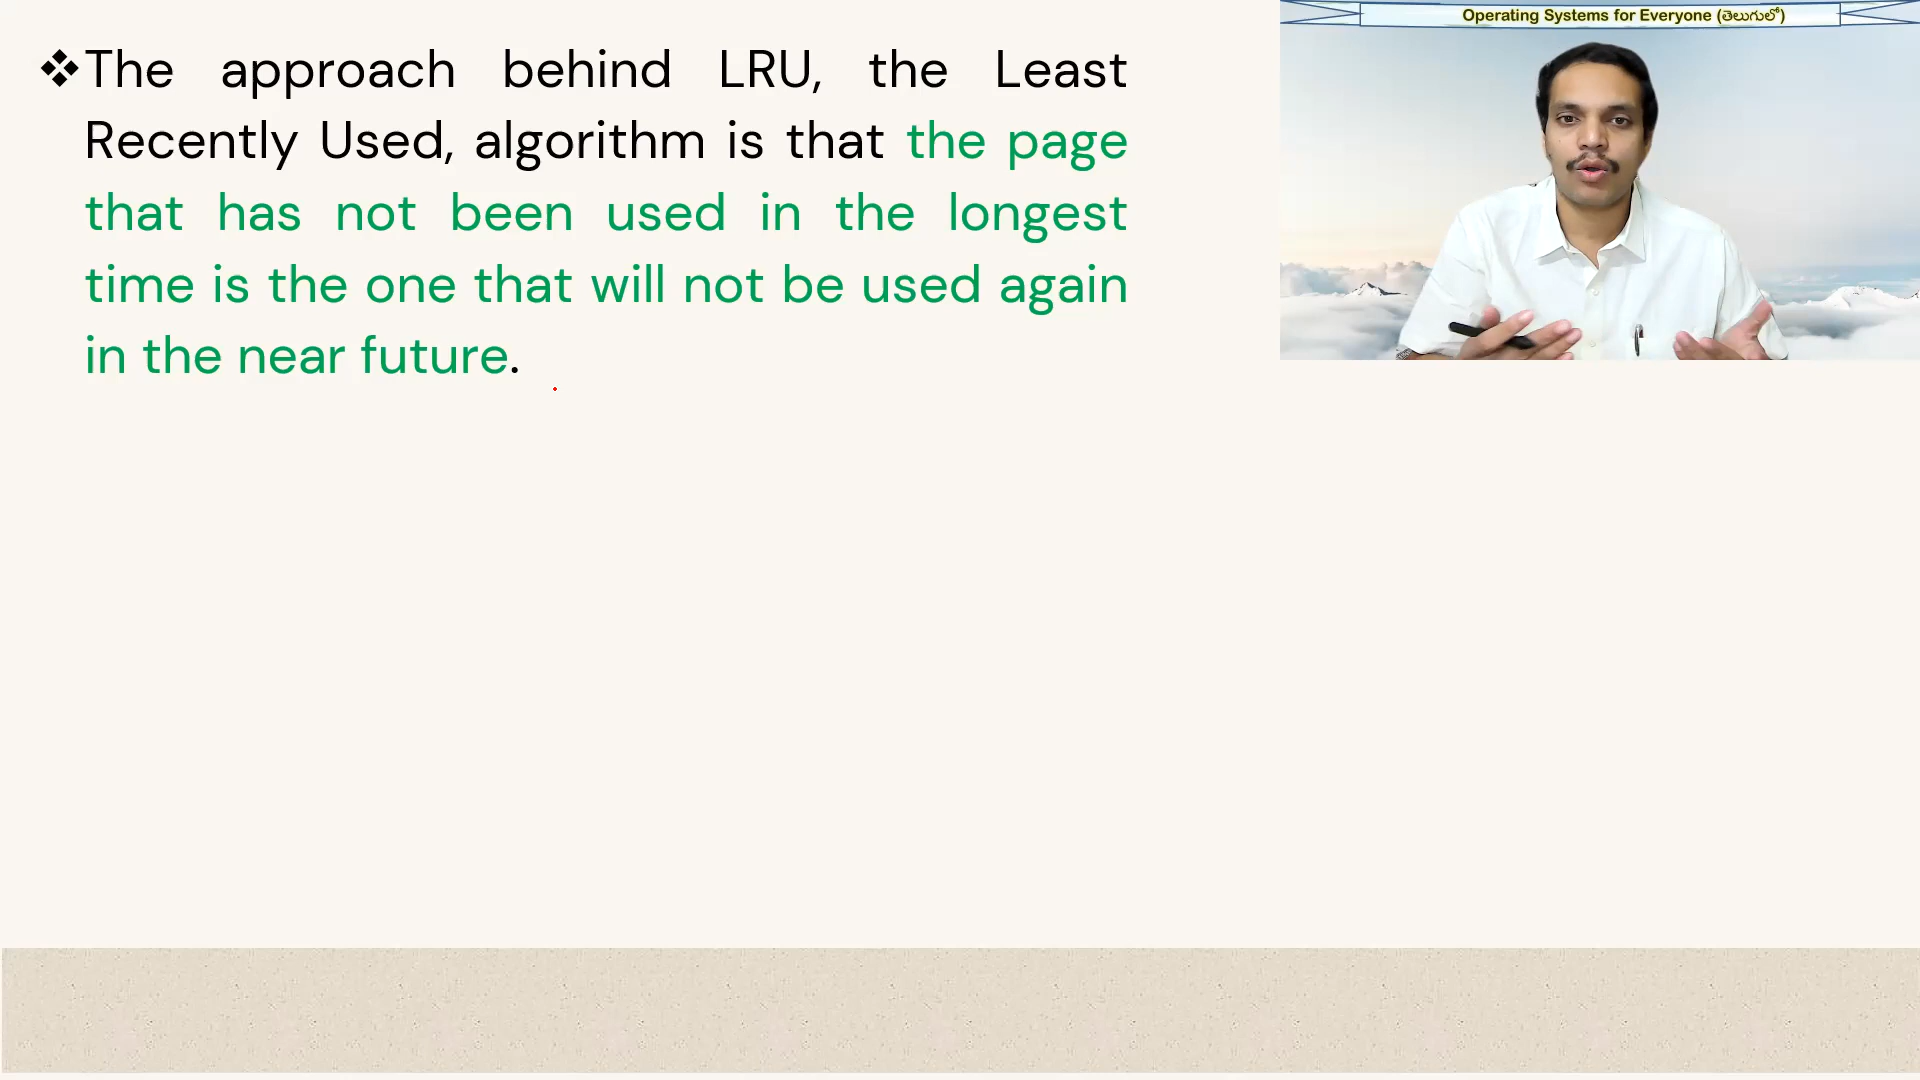 Operating Systems for Everyone (తెలుగులో)
❖The approach behind LRU, the Least
Recently Used, algorithm is that the page
that has not been used in the longest
time is the one that will not be used again
in the near future.